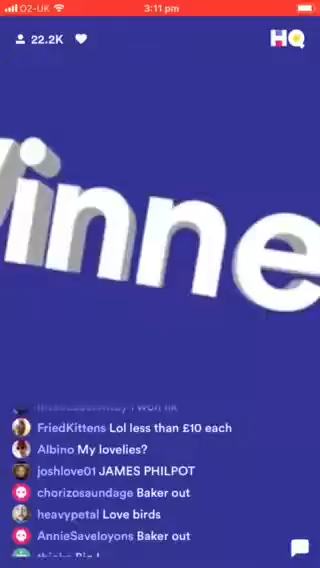 O2-UK 3:11 pm
22.2K HQ
inne
FriedKittens Lol less than £10 each
Albino My lovelies?
joshlove01 JAMES PHILPOT
chorizosaundage Baker out
heavypetal Love birds
AnnieSaveloyons Baker out